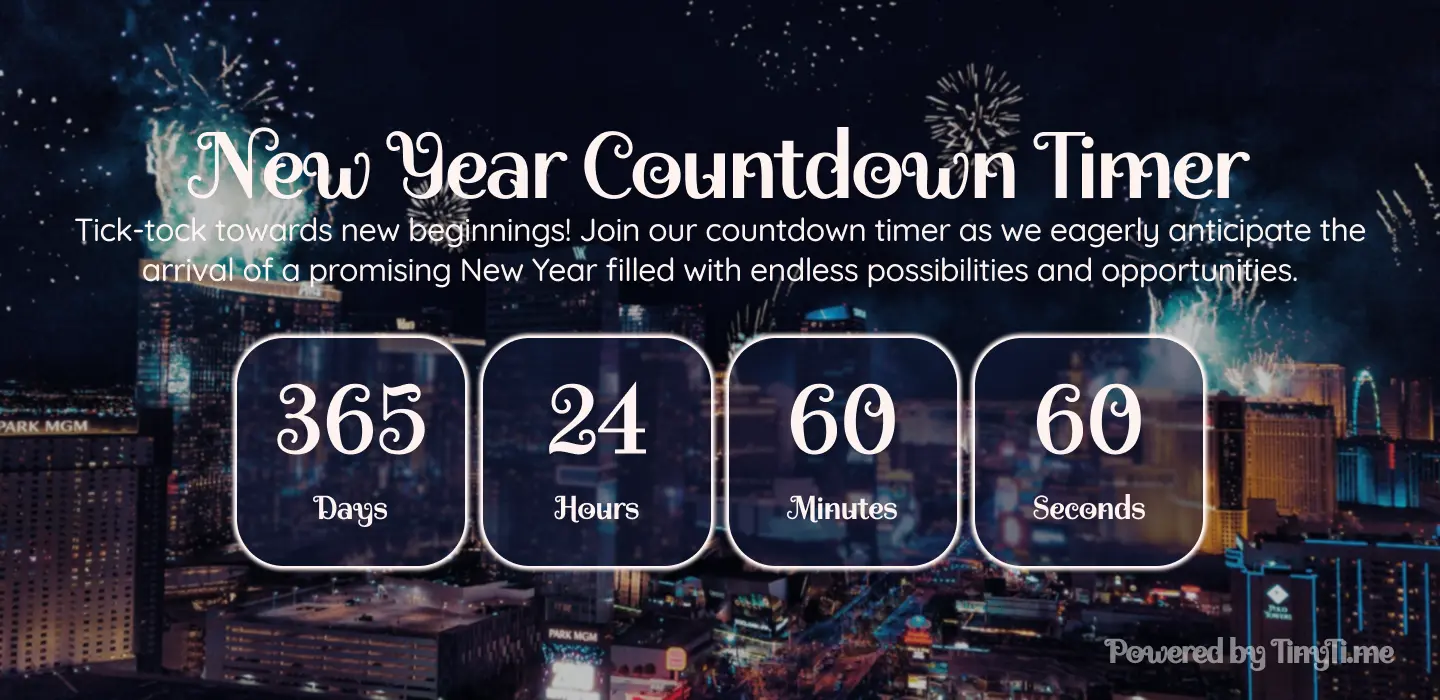 New Year Countdown Timer
Tick-tock towards new beginnings! Join our countdown timer as we eagerly anticipate the
arrival of a promising New Year filled with endless possibilities and opportunities.
365
Days
24
Hours
60
Minutes
60
Seconds
PARK MGM
PARK MGM
POLO
TOWERS
Powered by TinyTi.me